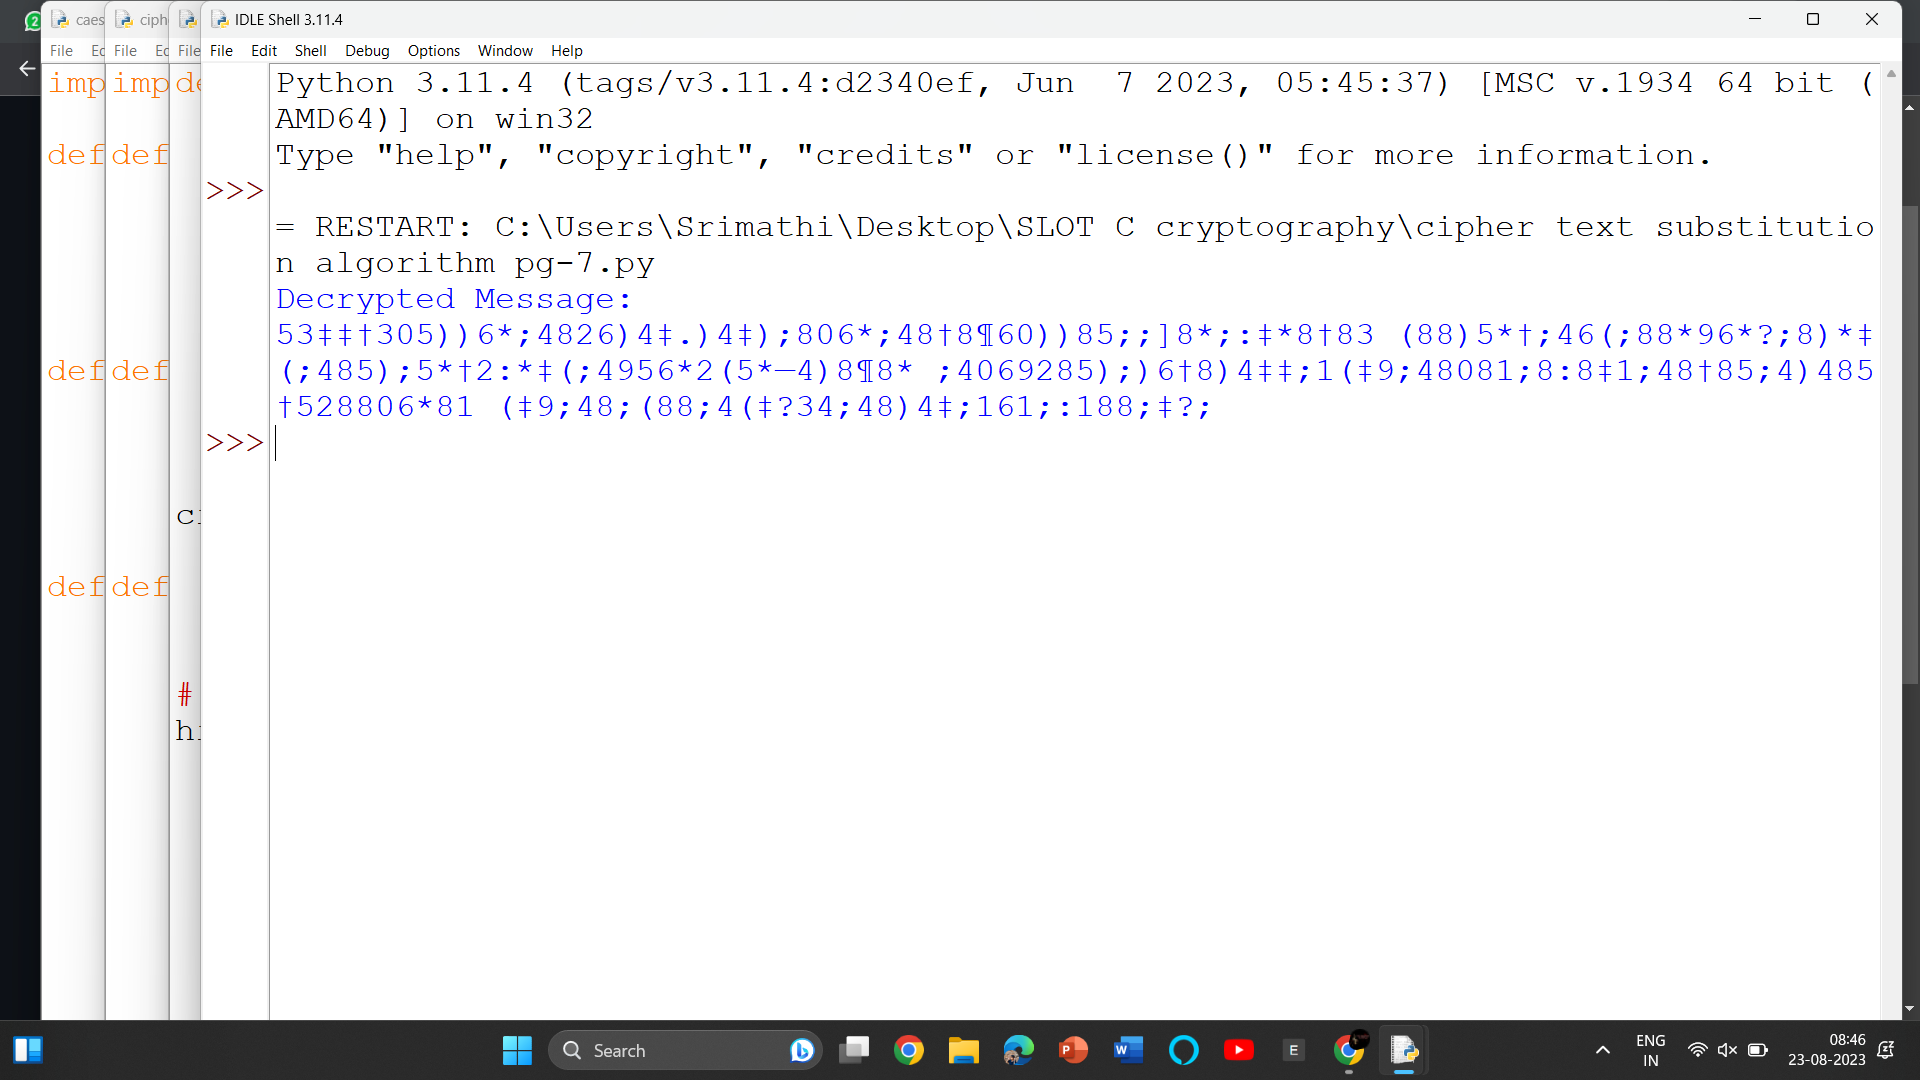 caes
ciph
IDLE Shell 3.11.4
File
File
File
File Edit Shell Debug Options Window Help
imp
imp
Python 3.11.4 (tags/v3.11.4:d2340ef, Jun  7 2023, 05:45:37) [MSC v.1934 64 bit (
AMD64)] on win32
def
def
Type "help", "copyright", "credits" or "license()" for more information.
>>>
= RESTART: C:\Users\Srimathi\Desktop\SLOT C cryptography\cipher text substitutio
n algorithm pg-7.py
Decrypted Message:
53‡‡†305))6*;4826)4‡.)4‡);806*;48†8¶60))85;;]8*;:‡*8†83 (88)5*†;46(;88*96*?;8)*‡
def
def
(;485);5*†2:*‡(;4956*2(5*—4)8¶8* ;4069285);)6†8)4‡‡;1(‡9;48081;8:8‡1;48†85;4)485
†528806*81 (‡9;48;(88;4(‡?34;48)4‡;161;:188;‡?;
>>>
def
def
#
Search
ENG
IN
08:46
23-08-2023